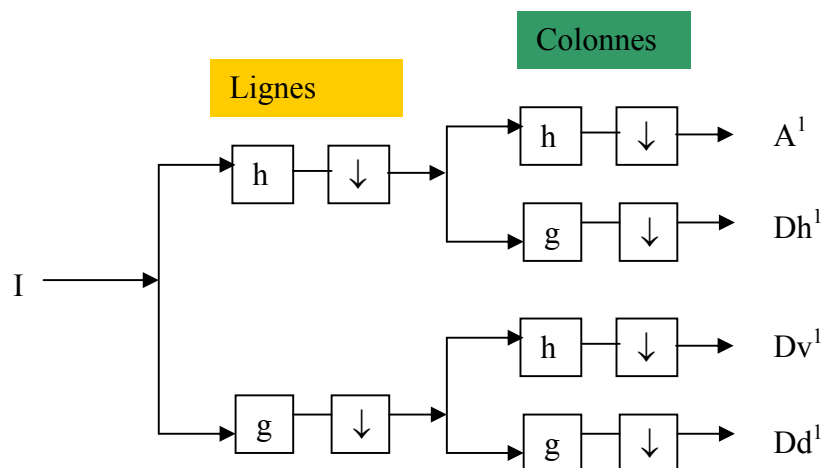 Colonnes
Lignes
h ↓ A¹
h ↓
g ↓ Dh¹
I
h ↓ Dv¹
g ↓
g ↓ Dd¹